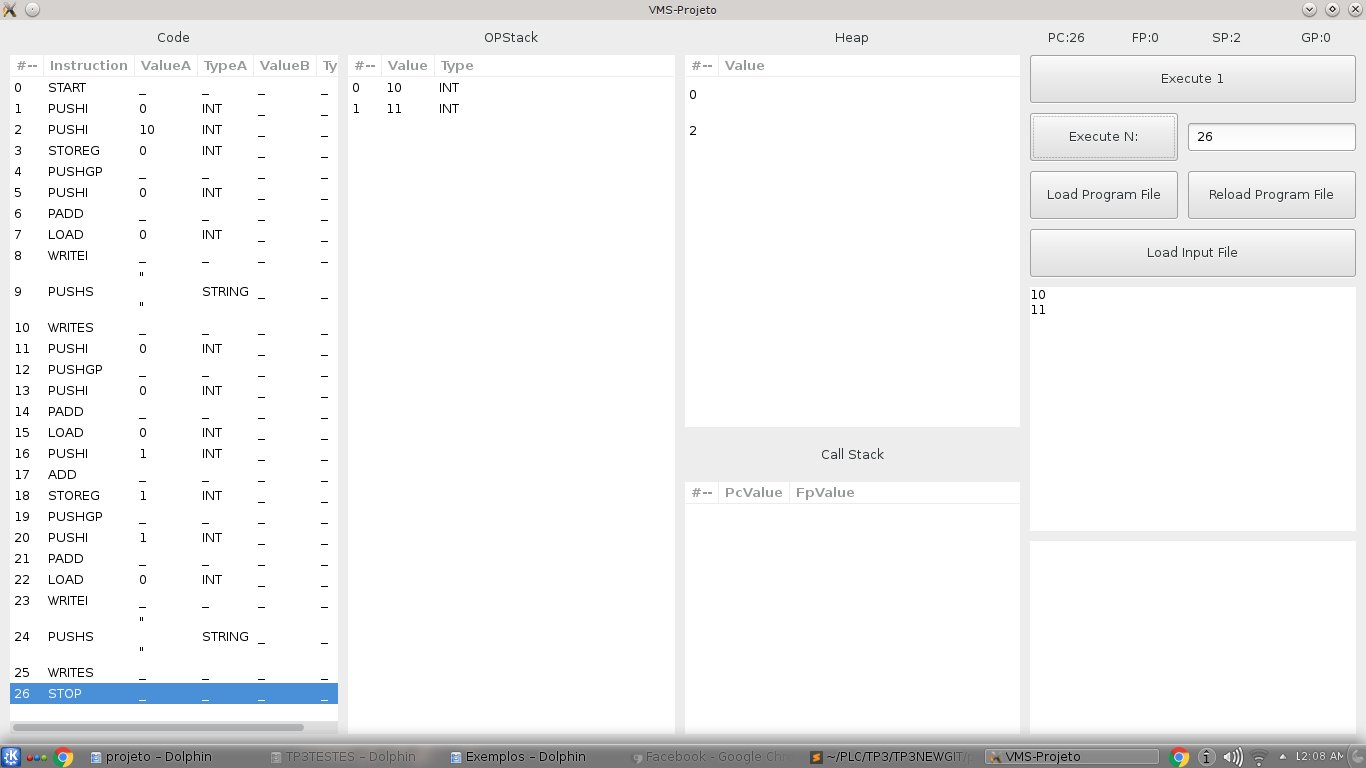 VMS-Projeto
Code
#-- Instruction ValueA TypeA ValueB Ty
0 START _ _ _ _
1 PUSHI 0 INT _ _
2 PUSHI 10 INT _ _
3 STOREG 0 INT _ _
4 PUSHGP _ _ _ _
5 PUSHI 0 INT _ _
6 PADD _ _ _ _
7 LOAD 0 INT _ _
8 WRITEI _ _ _ _
"
9 PUSHS STRING _ _
"
10 WRITES _ _ _ _
11 PUSHI 0 INT _ _
12 PUSHGP _ _ _ _
13 PUSHI 0 INT _ _
14 PADD _ _ _ _
15 LOAD 0 INT _ _
16 PUSHI 1 INT _ _
17 ADD _ _ _ _
18 STOREG 1 INT _ _
19 PUSHGP _ _ _ _
20 PUSHI 1 INT _ _
21 PADD _ _ _ _
22 LOAD 0 INT _ _
23 WRITEI _ _ _ _
"
24 PUSHS STRING _ _
"
25 WRITES _ _ _ _
26 STOP _ _ _ _
OPStack
#-- Value Type
0 10 INT
1 11 INT
Heap
#-- Value
0
2
Call Stack
#-- PcValue FpValue
PC:26 FP:0 SP:2 GP:0
Execute 1
Execute N: 26
Load Program File Reload Program File
Load Input File
10
11
projeto – Dolphin TP3TESTES – Dolphin Exemplos – Dolphin Facebook - Google Chr ~/PLC/TP3/TP3NEWGIT/p VMS-Projeto 12:08 AM